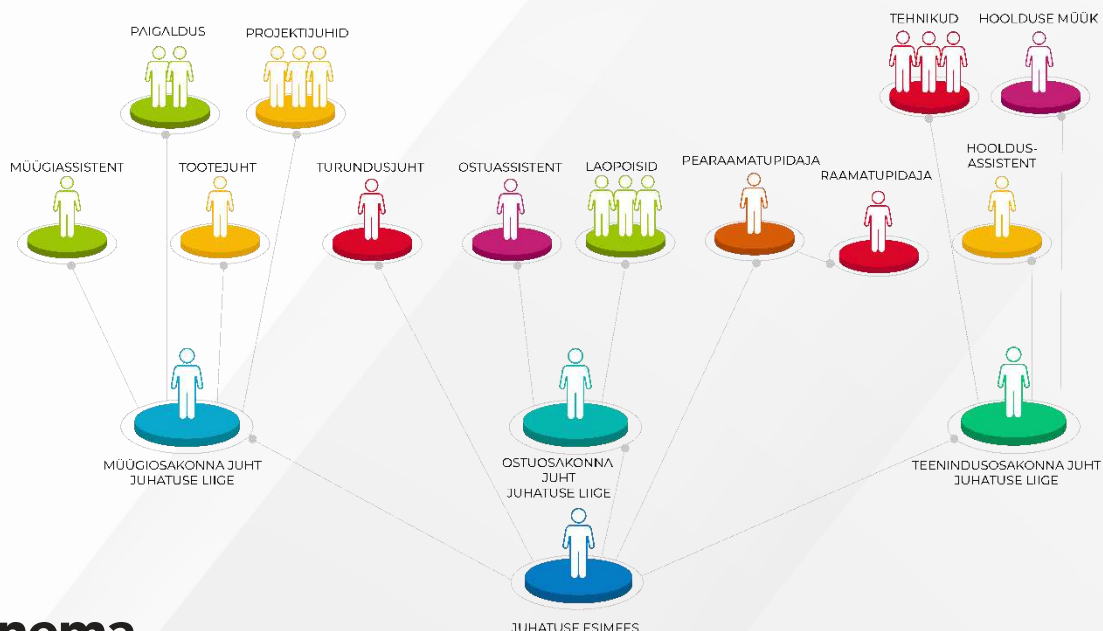 PAIGALDUS
PROJEKTIJUHID
TEHNIKUD
HOOLDUSE MÜÜK
MÜÜGIASSISTENT
TOOTEJUHT
TURUNDUSJUHT
OSTUASSISTENT
LAOPOISID
PEARAAMATUPIDAJA
RAAMATUPIDAJA
HOOLDUS-
ASSISTENT
MÜÜGIOSAKONNA JUHT
JUHATUSE LIIGE
OSTUOSAKONNA
JUHT
JUHATUSE LIIGE
TEENINDUSOSAKONNA JUHT
JUHATUSE LIIGE
JUHATUSE ESIMEES